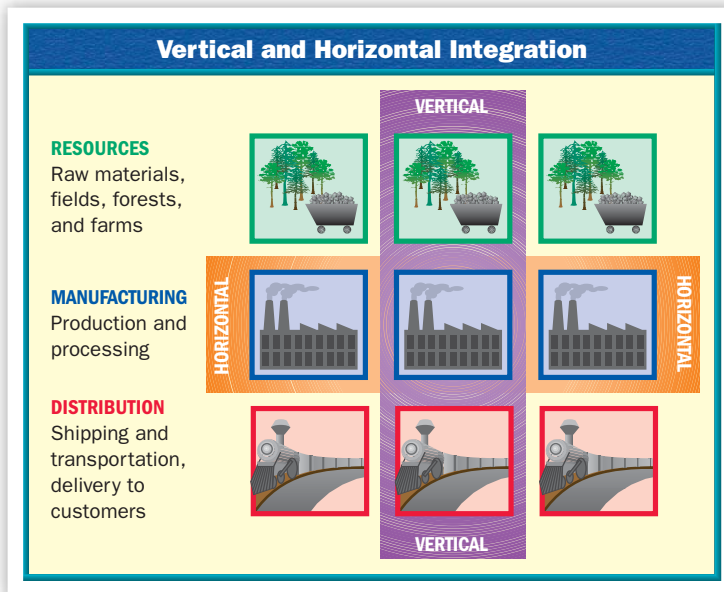 Vertical and Horizontal Integration
VERTICAL
RESOURCES
Raw materials,
fields, forests,
and farms
HORIZONTAL
HORIZONTAL
MANUFACTURING
Production and
processing
DISTRIBUTION
Shipping and
transportation,
delivery to
customers
VERTICAL